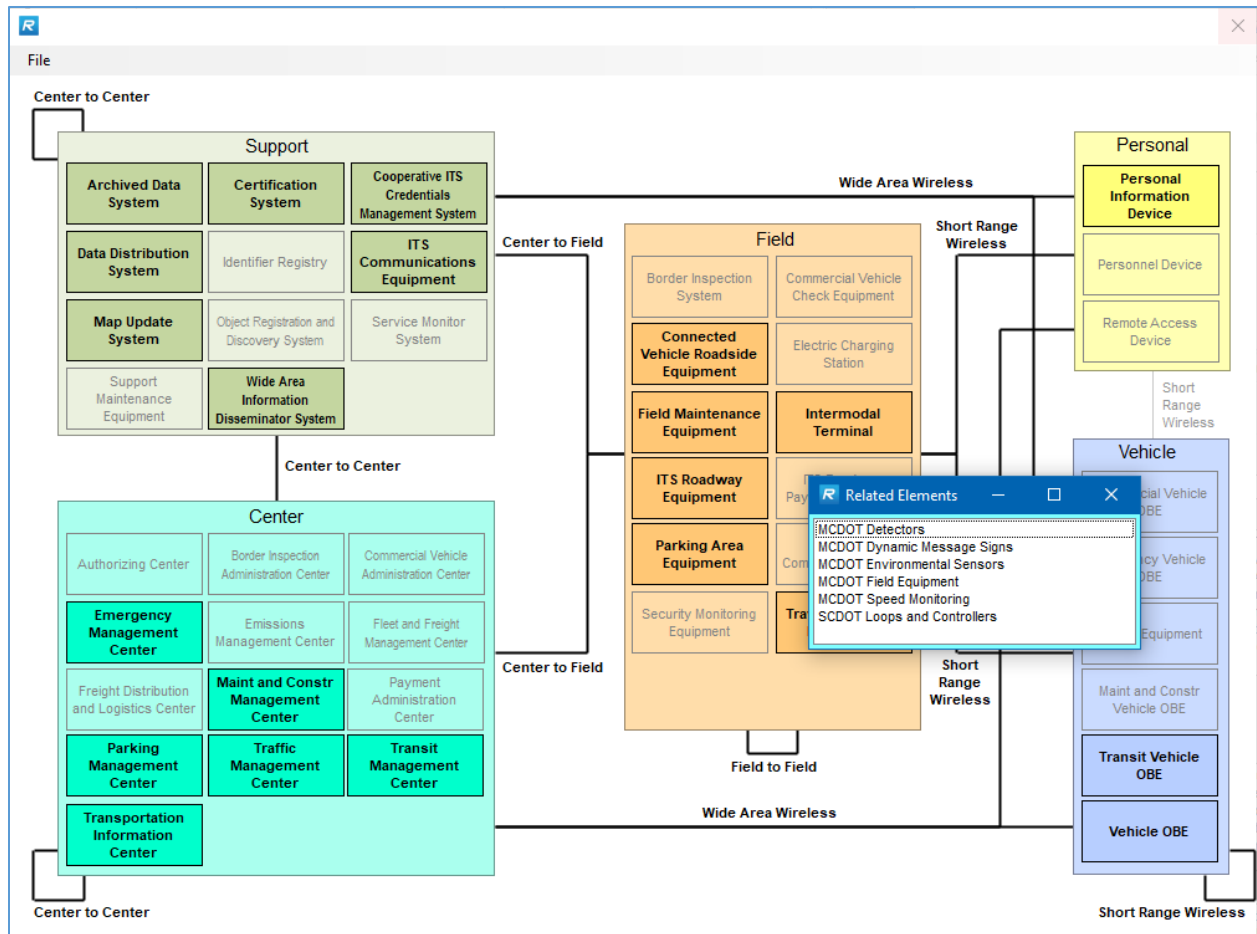 R
File
Center to Center
Support
Archived Data
System
Certification
System
Cooperative ITS
Credentials
Management System
Data Distribution
System
Identifier Registry
ITS
Communications
Equipment
Map Update
System
Object Registration and
Discovery System
Service Monitor
System
Support
Maintenance
Equipment
Wide Area
Information
Disseminator System
Center to Center
Center
Authorizing Center
Border Inspection
Administration Center
Commercial Vehicle
Administration Center
Emergency
Management
Center
Emissions
Management Center
Fleet and Freight
Management Center
Freight Distribution
and Logistics Center
Maint and Constr
Management
Center
Payment
Administration
Center
Parking
Management
Center
Traffic
Management
Center
Transit
Management
Center
Transportation
Information
Center
Center to Center
Center to Field
Center to Field
Wide Area Wireless
Wide Area Wireless
Field
Border Inspection
System
Commercial Vehicle
Check Equipment
Connected
Vehicle Roadside
Equipment
Electric Charging
Station
Field Maintenance
Equipment
Intermodal
Terminal
ITS Roadway
Equipment
Parking Area
Equipment
Security Monitoring
Equipment
Field to Field
Short Range
Wireless
Short
Range
Wireless
R Related Elements
MCDOT Detectors
MCDOT Dynamic Message Signs
MCDOT Environmental Sensors
MCDOT Field Equipment
MCDOT Speed Monitoring
SCDOT Loops and Controllers
Personal
Personal
Information
Device
Personnel Device
Remote Access
Device
Short
Range
Wireless
Vehicle
Vehicle
OBE
Vehicle
OBE
Equipment
Maint and Constr
Vehicle OBE
Transit Vehicle
OBE
Vehicle OBE
Short Range Wireless